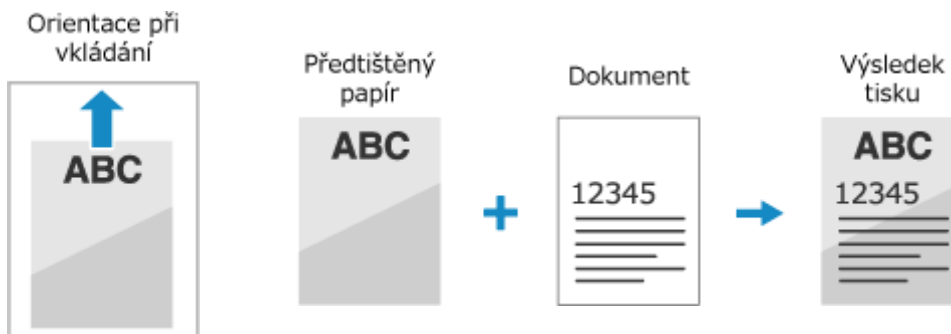 Orientace při
vkládání
ABC
Předtištěný
papír
ABC
Dokument
12345
Výsledek
tisku
ABC
12345